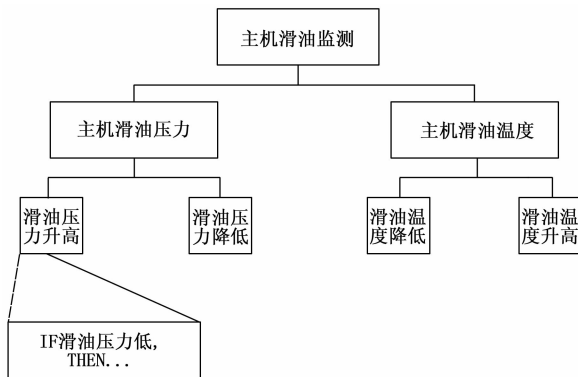 主机滑油监测
主机滑油压力
主机滑油温度
滑油压
力升高
滑油压
力降低
滑油温
度降低
滑油温
度升高
IF滑油压力低,
THEN...